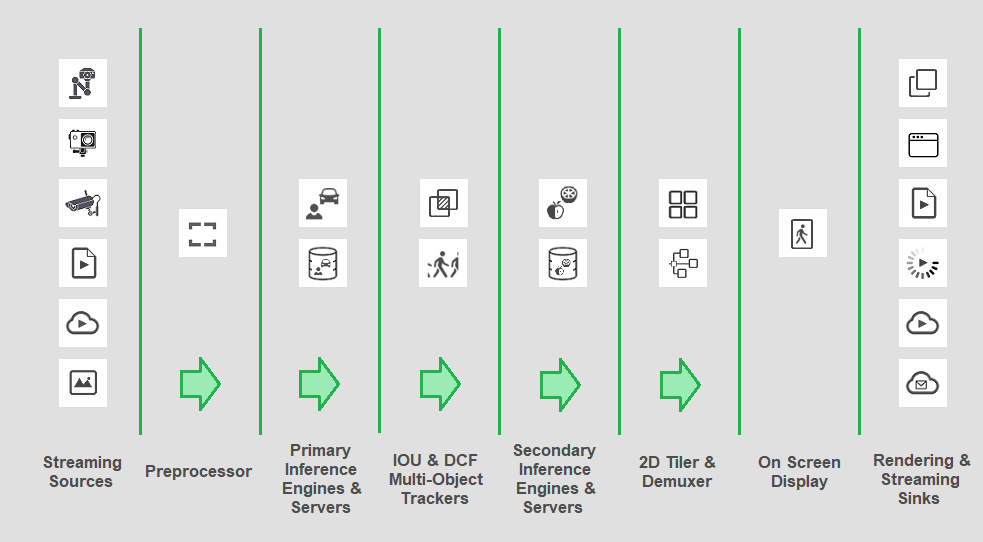 Streaming
Sources
Preprocessor
Primary
Inference
Engines &
Servers
IOU & DCF
Multi-Object
Trackers
Secondary
Inference
Engines &
Servers
2D Tiler &
Demuxer
On Screen
Display
Rendering &
Streaming
Sinks